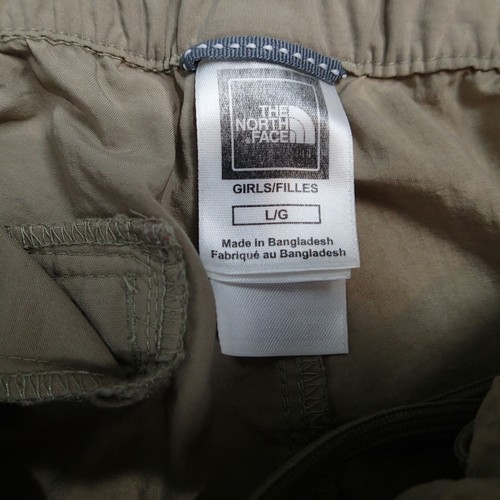 THE
NORTH
FACE
GIRLS/FILLES
L/G
Made in Bangladesh
Fabriqué au Bangladesh